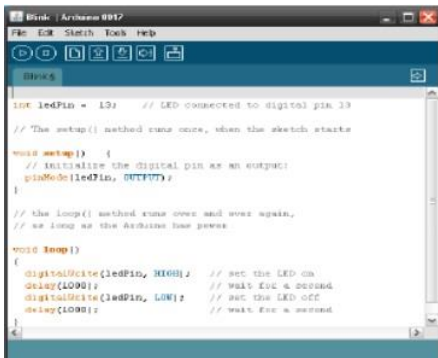 Blink | Arduino 0017
File Edit Sketch Tools Help
Blink§
int ledPin = 13; // LED connected to digital pin 13
// The setup() method runs once, when the sketch starts
void setup() {
// initialize the digital pin as an output:
pinMode(ledPin, OUTPUT);
}
// the loop() method runs over and over again,
// as long as the Arduino has power
void loop()
{
digitalWrite(ledPin, HIGH); // set the LED on
delay(1000); // wait for a second
digitalWrite(ledPin, LOW); // set the LED off
delay(1000); // wait for a second
}